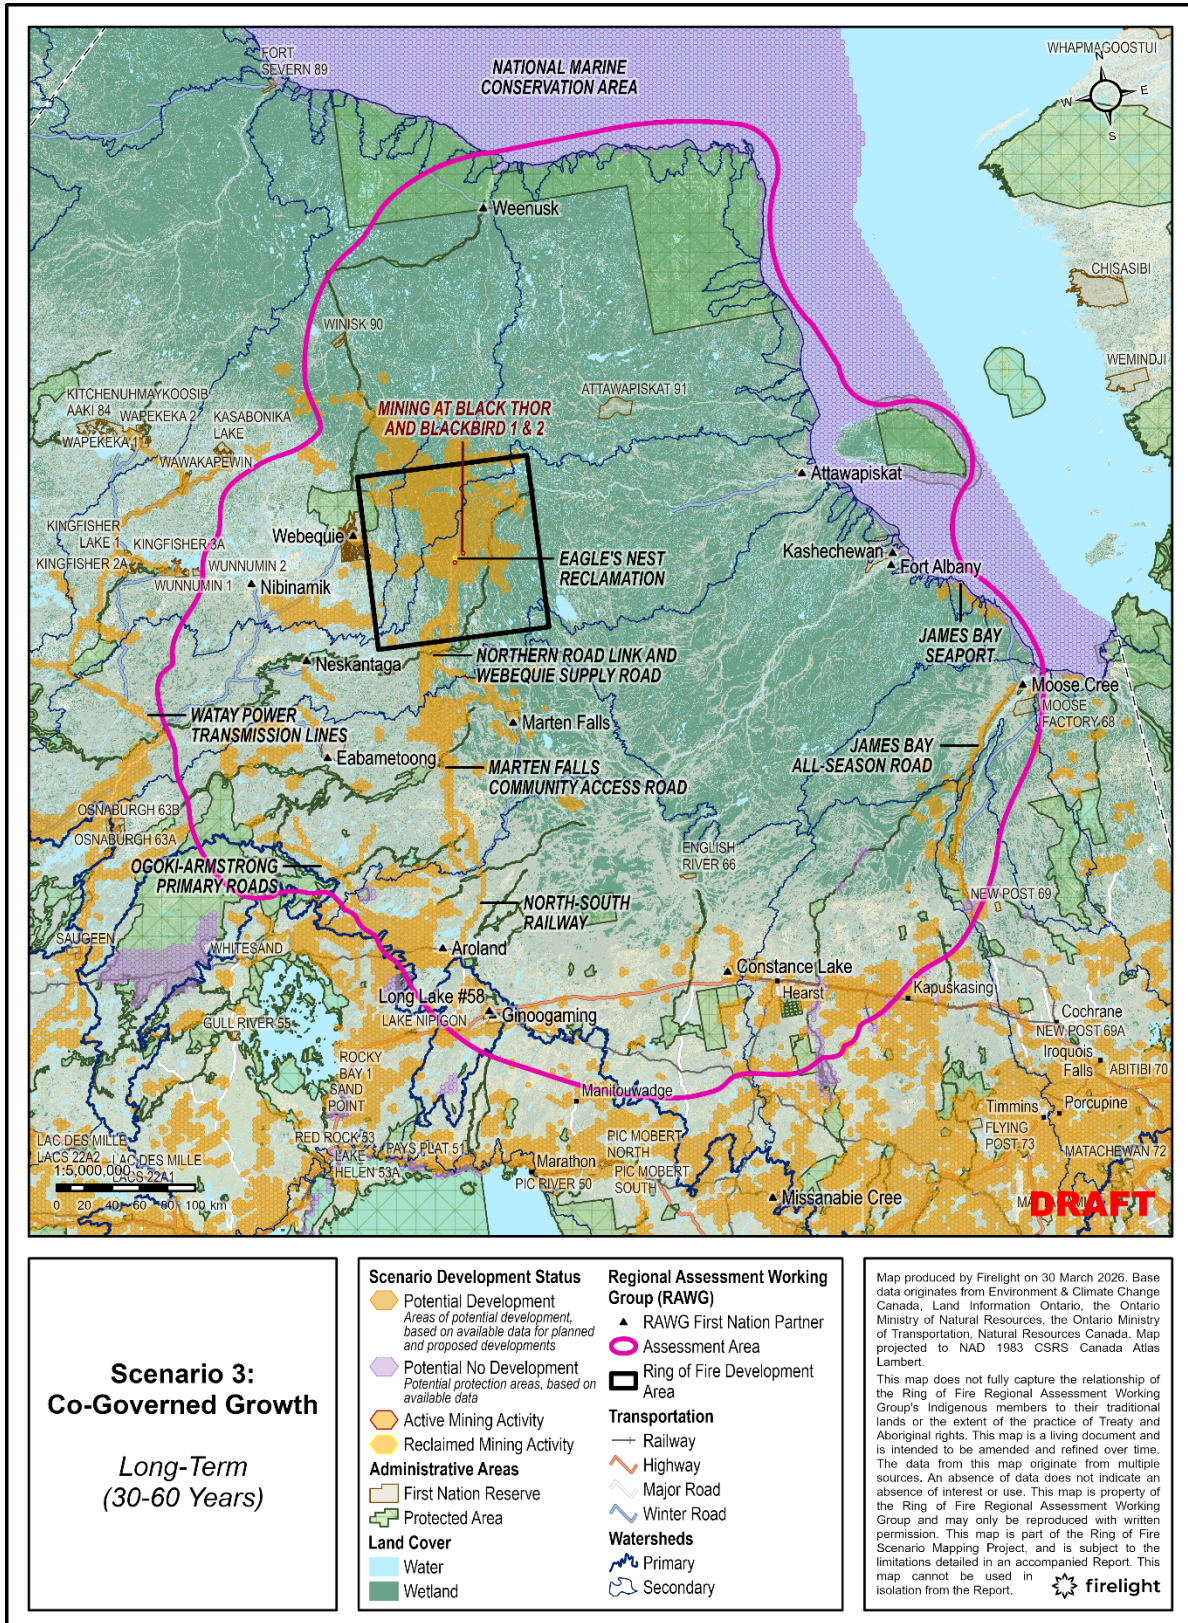 FORT
SEVERN 89
NATIONAL MARINE
CONSERVATION AREA
WHAPMAGOOSTUI
N
W
E
S
Weenusk
CHISASIBI
WINISK 90
WEMINDJI
KITCHENUHMAYKOOSIB
AAKI 84
WAPEKEKA 2
KASABONIKA
LAKE
WAPEKEKA 1
WAWAKAPEWIN
ATTAWAPISKAT 91
MINING AT BLACK THOR
AND BLACKBIRD 1 & 2
Attawapiskat
KINGFISHER
LAKE 1
KINGFISHER 3A
KINGFISHER 2A
WUNNUMIN 2
WUNNUMIN 1
Webequie
Nibinamik
EAGLE'S NEST
RECLAMATION
Kashechewan
Fort Albany
JAMES BAY
SEAPORT
Neskantaga
NORTHERN ROAD LINK AND
WEBEQUIE SUPPLY ROAD
Moose Cree
MOOSE
FACTORY 68
WATAY POWER
TRANSMISSION LINES
Marten Falls
Eabametoong
MARTEN FALLS
COMMUNITY ACCESS ROAD
JAMES BAY
ALL-SEASON ROAD
OSNABURGH 63B
OSNABURGH 63A
OGOKI-ARMSTRONG
PRIMARY ROADS
ENGLISH
RIVER 66
NORTH-SOUTH
RAILWAY
NEW POST 69
SAUGEEN
WHITESAND
Aroland
Constance Lake
Hearst
Kapuskasing
Long Lake #58
LAKE NIPIGON
Ginoogaming
GULL RIVER 55
Cochrane
NEW POST 69A
Iroquois
Falls
ABITIBI 70
ROCKY
BAY 1
SAND
POINT
Manitouwadge
Timmins
Porcupine
FLYING
POST 73
LAC DES MILLE
LACS 22A2
LAC DES MILLE
LACS 22A1
RED ROCK 53
LAKE
HELEN 53A
PAYS PLAT 51
PIC MOBERT
NORTH
PIC MOBERT
SOUTH
MATACHEWAN 72
Marathon
PIC RIVER 50
Missanabie Cree
1:5,000,000
0 20 40 60 80 100 km
DRAFT
Scenario 3:
Co-Governed Growth
Long-Term
(30-60 Years)
Scenario Development Status
Potential Development
Areas of potential development,
based on available data for planned
and proposed developments
Potential No Development
Potential protection areas, based on
available data
Active Mining Activity
Reclaimed Mining Activity
Administrative Areas
First Nation Reserve
Protected Area
Land Cover
Water
Wetland
Regional Assessment Working
Group (RAWG)
RAWG First Nation Partner
Assessment Area
Ring of Fire Development
Area
Transportation
Railway
Highway
Major Road
Winter Road
Watersheds
Primary
Secondary
Map produced by Firelight on 30 March 2026. Base
data originates from Environment & Climate Change
Canada, Land Information Ontario, the Ontario
Ministry of Natural Resources, the Ontario Ministry
of Transportation, Natural Resources Canada. Map
projected to NAD 1983 CSRS Canada Atlas
Lambert.
This map does not fully capture the relationship of
the Ring of Fire Regional Assessment Working
Group's Indigenous members to their traditional
lands or the extent of the practice of Treaty and
Aboriginal rights. This map is a living document and
is intended to be amended and refined over time.
The data from this map originate from multiple
sources. An absence of data does not indicate an
absence of interest or use. This map is property of
the Ring of Fire Regional Assessment Working
Group and may only be reproduced with written
permission. This map is part of the Ring of Fire
Scenario Mapping Project, and is subject to the
limitations detailed in an accompanied Report. This
map cannot be used in
isolation from the Report.
firelight